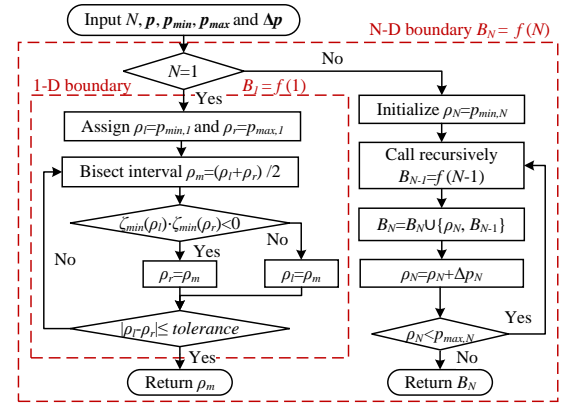 Input N, p, p_min, p_max and Δp
N-D boundary B_N = f(N)
N=1
No
Yes
1-D boundary
B_1= f(1)
Assign ρ_l=p_min,1 and ρ_r=p_max,1
Bisect interval ρ_m=(ρ_l+ρ_r) /2
ζ_min(ρ_l)·ζ_min(ρ_r)<0
Yes
No
ρ_r=ρ_m
ρ_l=ρ_m
No
|ρ_l-ρ_r|≤ tolerance
Yes
Return ρ_m
Initialize ρ_N=p_min,N
Call recursively
B_N-1=f(N-1)
B_N=B_N∪{ρ_N, B_N-1}
ρ_N=ρ_N+Δp_N
Yes
ρ_N<p_max,N
No
Return B_N